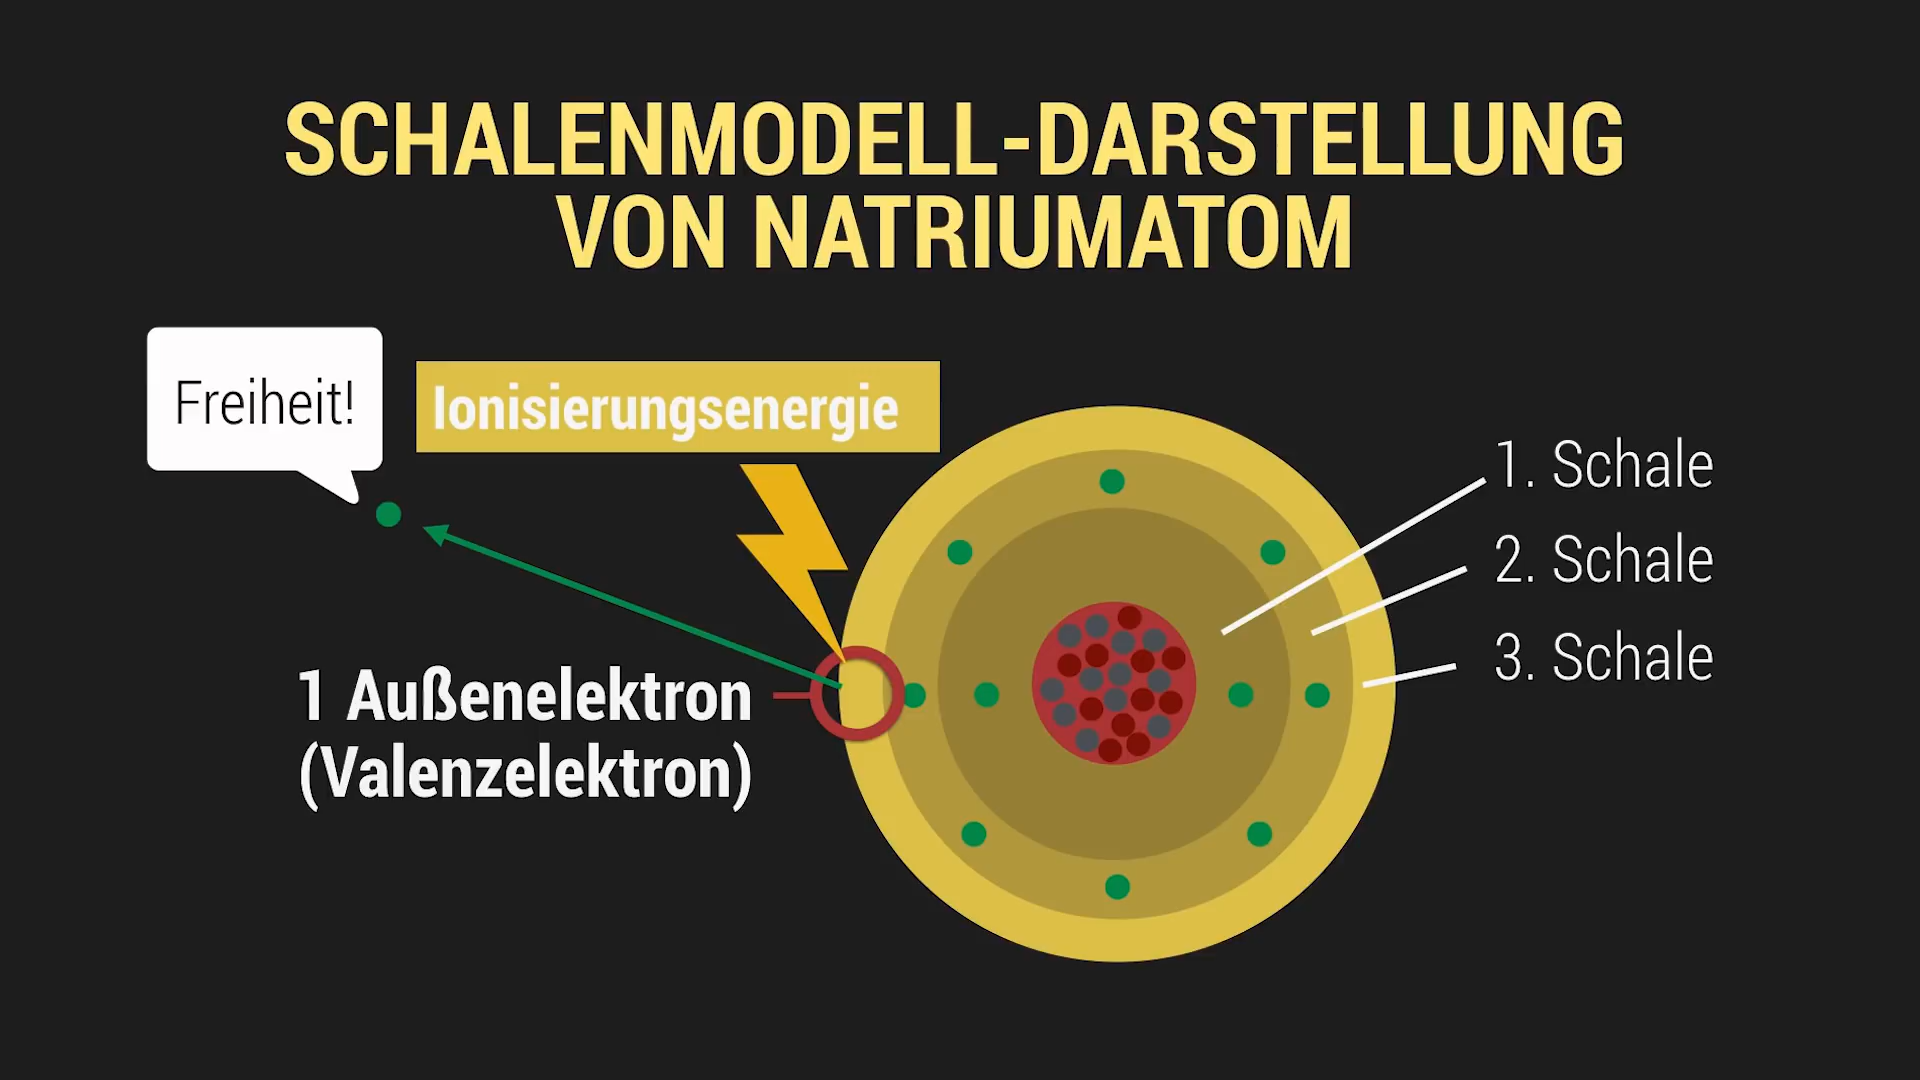 SCHALENMODELL-DARSTELLUNG
VON NATRIUMATOM
Freiheit!
Ionisierungsenergie
1 Außenelektron
(Valenzelektron)
1. Schale
2. Schale
3. Schale